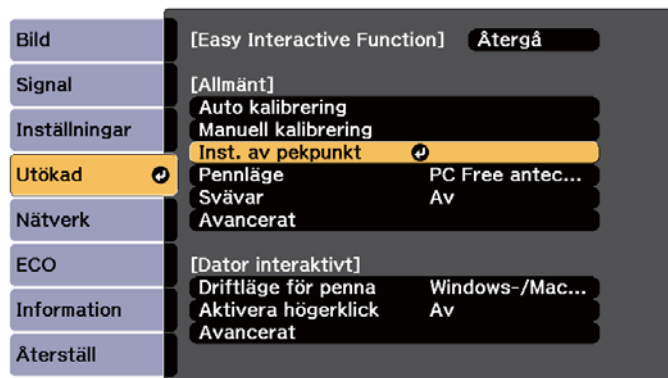 Bild
Signal
Inställningar
Utökad
Nätverk
ECO
Information
Återställ
[Easy Interactive Function] Återgå
[Allmänt]
Auto kalibrering
Manuell kalibrering
Inst. av pekpunkt
Pennläge PC Free antec...
Svävar Av
Avancerat
[Dator interaktivt]
Driftläge för penna Windows-/Mac...
Aktivera högerklick Av
Avancerat